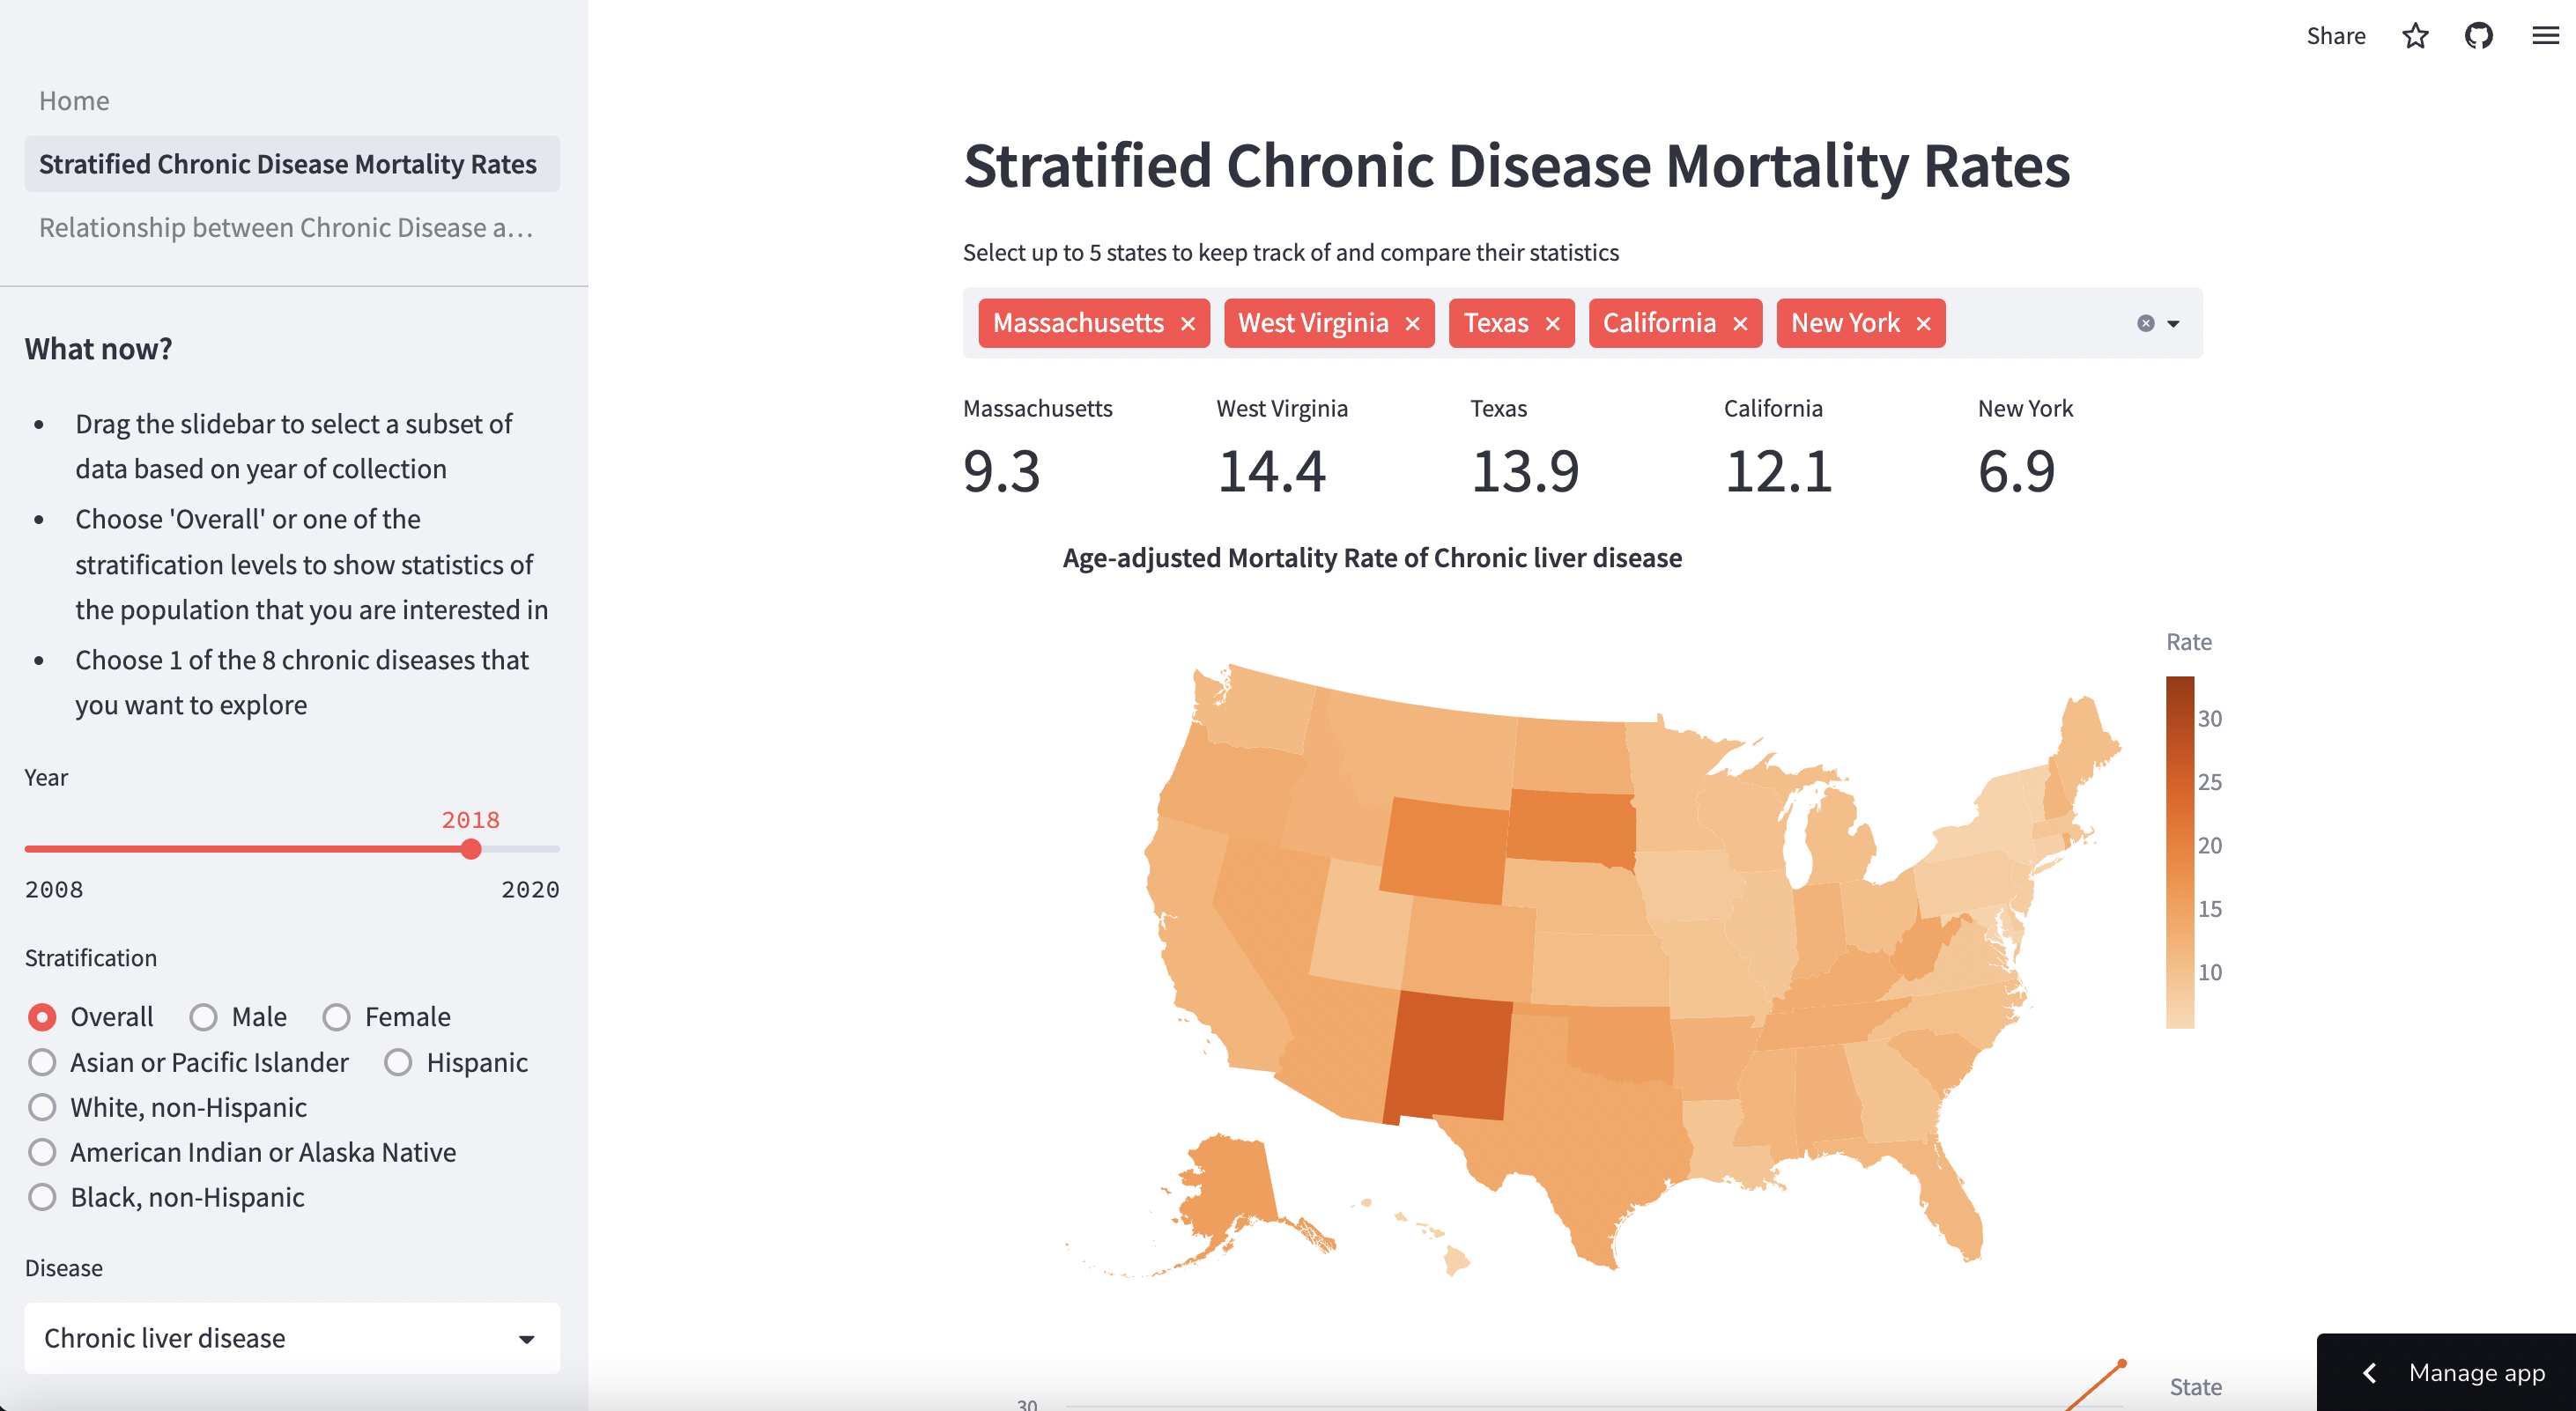 Share
Home
Stratified Chronic Disease Mortality Rates
Relationship between Chronic Disease a...
What now?
Drag the slidebar to select a subset of
data based on year of collection
Choose 'Overall' or one of the
stratification levels to show statistics of
the population that you are interested in
Choose 1 of the 8 chronic diseases that
you want to explore
Year
2018
2008 2020
Stratification
Overall Male Female
Asian or Pacific Islander Hispanic
White, non-Hispanic
American Indian or Alaska Native
Black, non-Hispanic
Disease
Chronic liver disease
Stratified Chronic Disease Mortality Rates
Select up to 5 states to keep track of and compare their statistics
Massachusetts West Virginia Texas California New York
Massachusetts West Virginia Texas California New York
9.3 14.4 13.9 12.1 6.9
Age-adjusted Mortality Rate of Chronic liver disease
Rate
30
25
20
15
10
State
30
Manage app